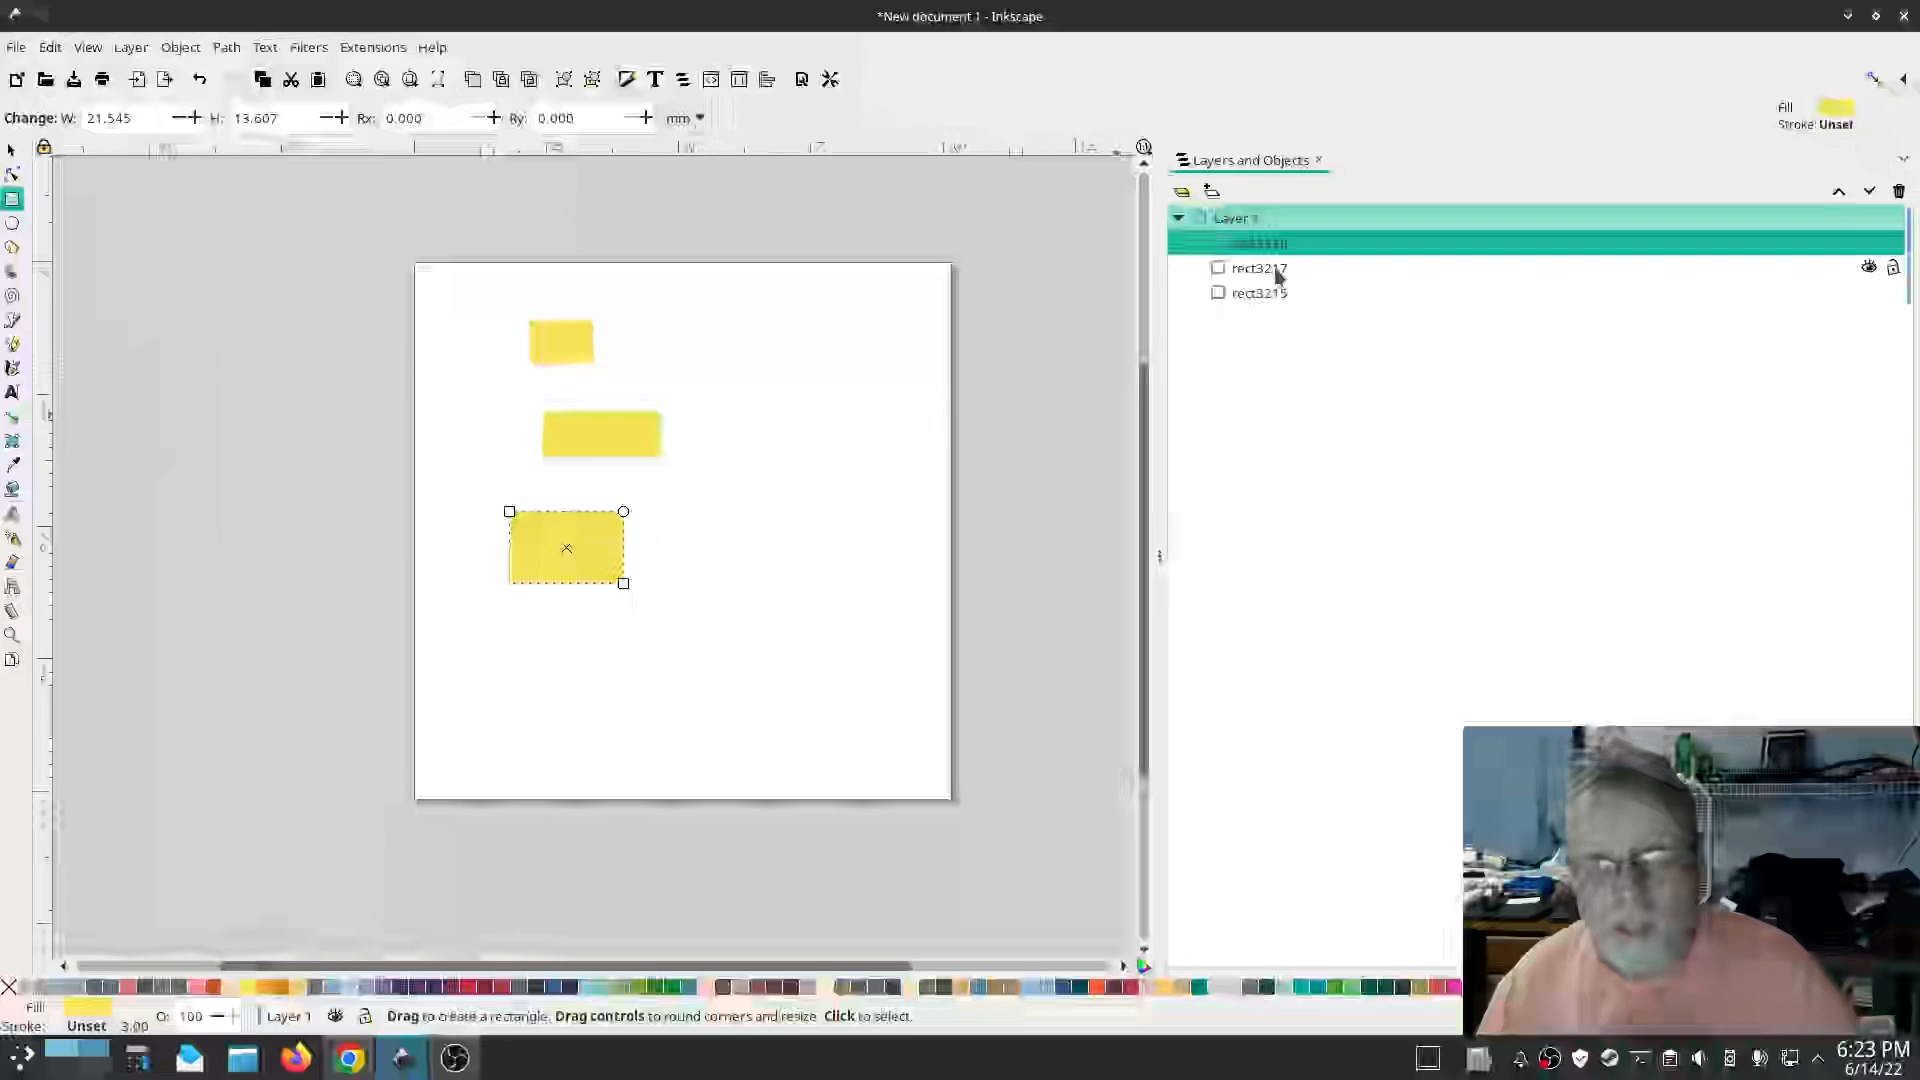 *New document 1 - Inkscape
File Edit View Layer Object Path Text Filters Extensions Help
Change: W: 21.545 H: 13.607 Rx: 0.000 Ry: 0.000 mm
Fill
Stroke: Unset
Layers and Objects
Layer 1
rect3217
rect3215
Fill
Stroke: Unset 3.00 O: 100 Layer 1 Drag to create a rectangle. Drag controls to round corners and resize Click to select.
6:23 PM
6/14/22